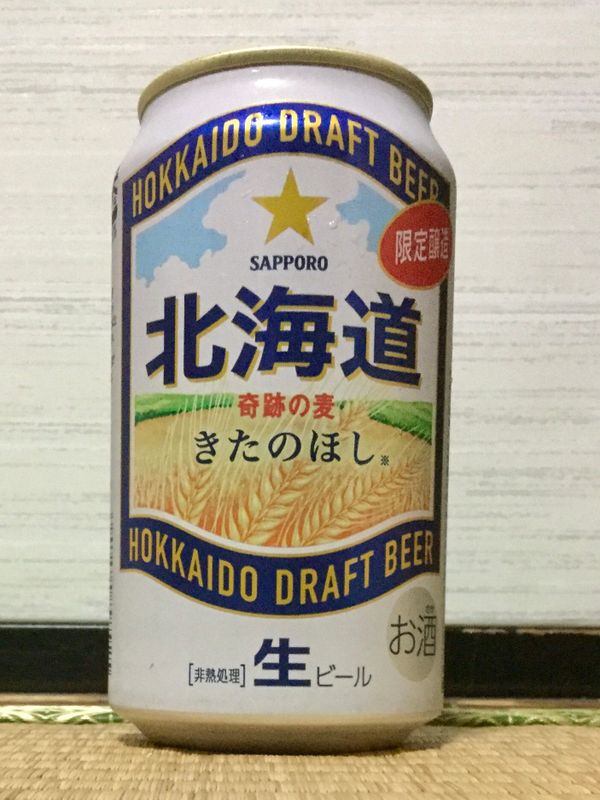 HOKKAIDO DRAFT BEER
限定醸造
SAPPORO
北海道
奇跡の麦
きたのほし※
HOKKAIDO DRAFT BEER
お酒
[非熱処理]生ビール